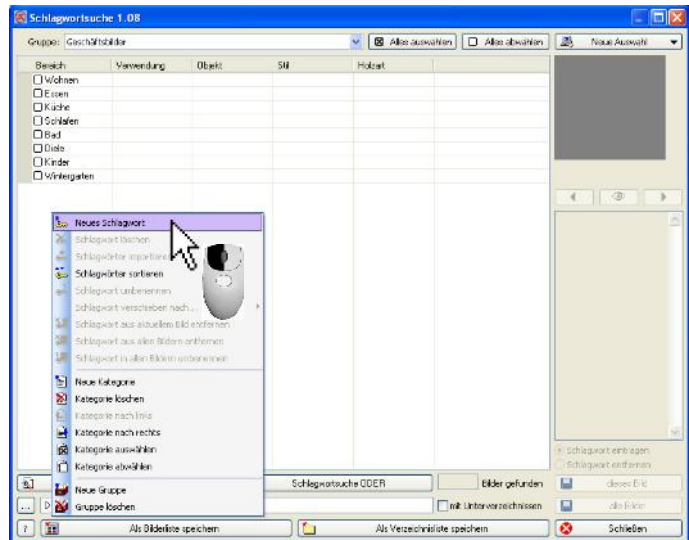 Schlagwortsuche 1.08
Gruppe: Geschäftsbilder Alles auswählen Alles abwählen Neue Auswahl
Bereich Verwendung Objekt Stil Holzart
Wohnen
Essen
Küche
Schlafen
Bad
Diele
Kinder
Wintergarten
Neues Schlagwort
Schlagwort löschen
Schlagwörter importieren
Schlagwörter sortieren
Schlagwort umbenennen
Schlagwort verschieben nach...
Schlagwort aus aktuellem Bild entfernen
Schlagwort aus allen Bildern entfernen
Schlagwort in allen Bildern umbenennen
Neue Kategorie
Kategorie löschen
Kategorie nach links
Kategorie nach rechts
Kategorie auswählen
Kategorie abwählen
Neue Gruppe
Gruppe löschen
Schlagwort eintragen
Schlagwort entfernen
Schlagwortsuche ODER Bilder gefunden dieses Bild
... D mit Unterverzeichnissen alle Bilder
? Als Bilderliste speichern Als Verzeichnisliste speichern Schließen